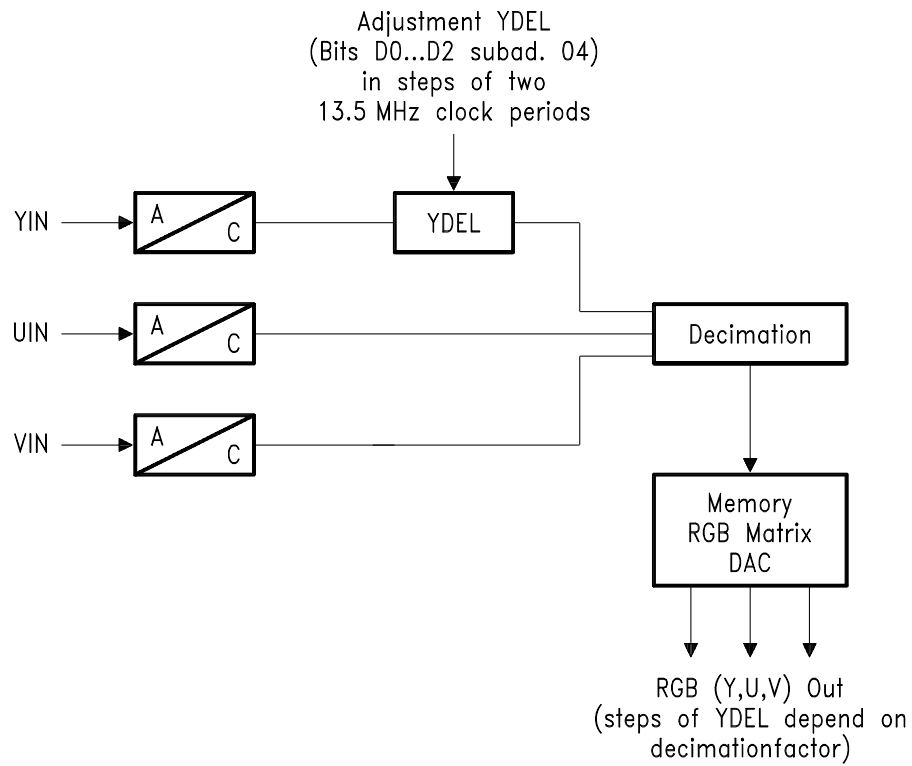 Adjustment YDEL
(Bits D0...D2 subad. 04)
in steps of two
13.5 MHz clock periods
YIN
A
C
YDEL
UIN
A
C
Decimation
VIN
A
C
Memory
RGB Matrix
DAC
RGB (Y,U,V) Out
(steps of YDEL depend on
decimationfactor)